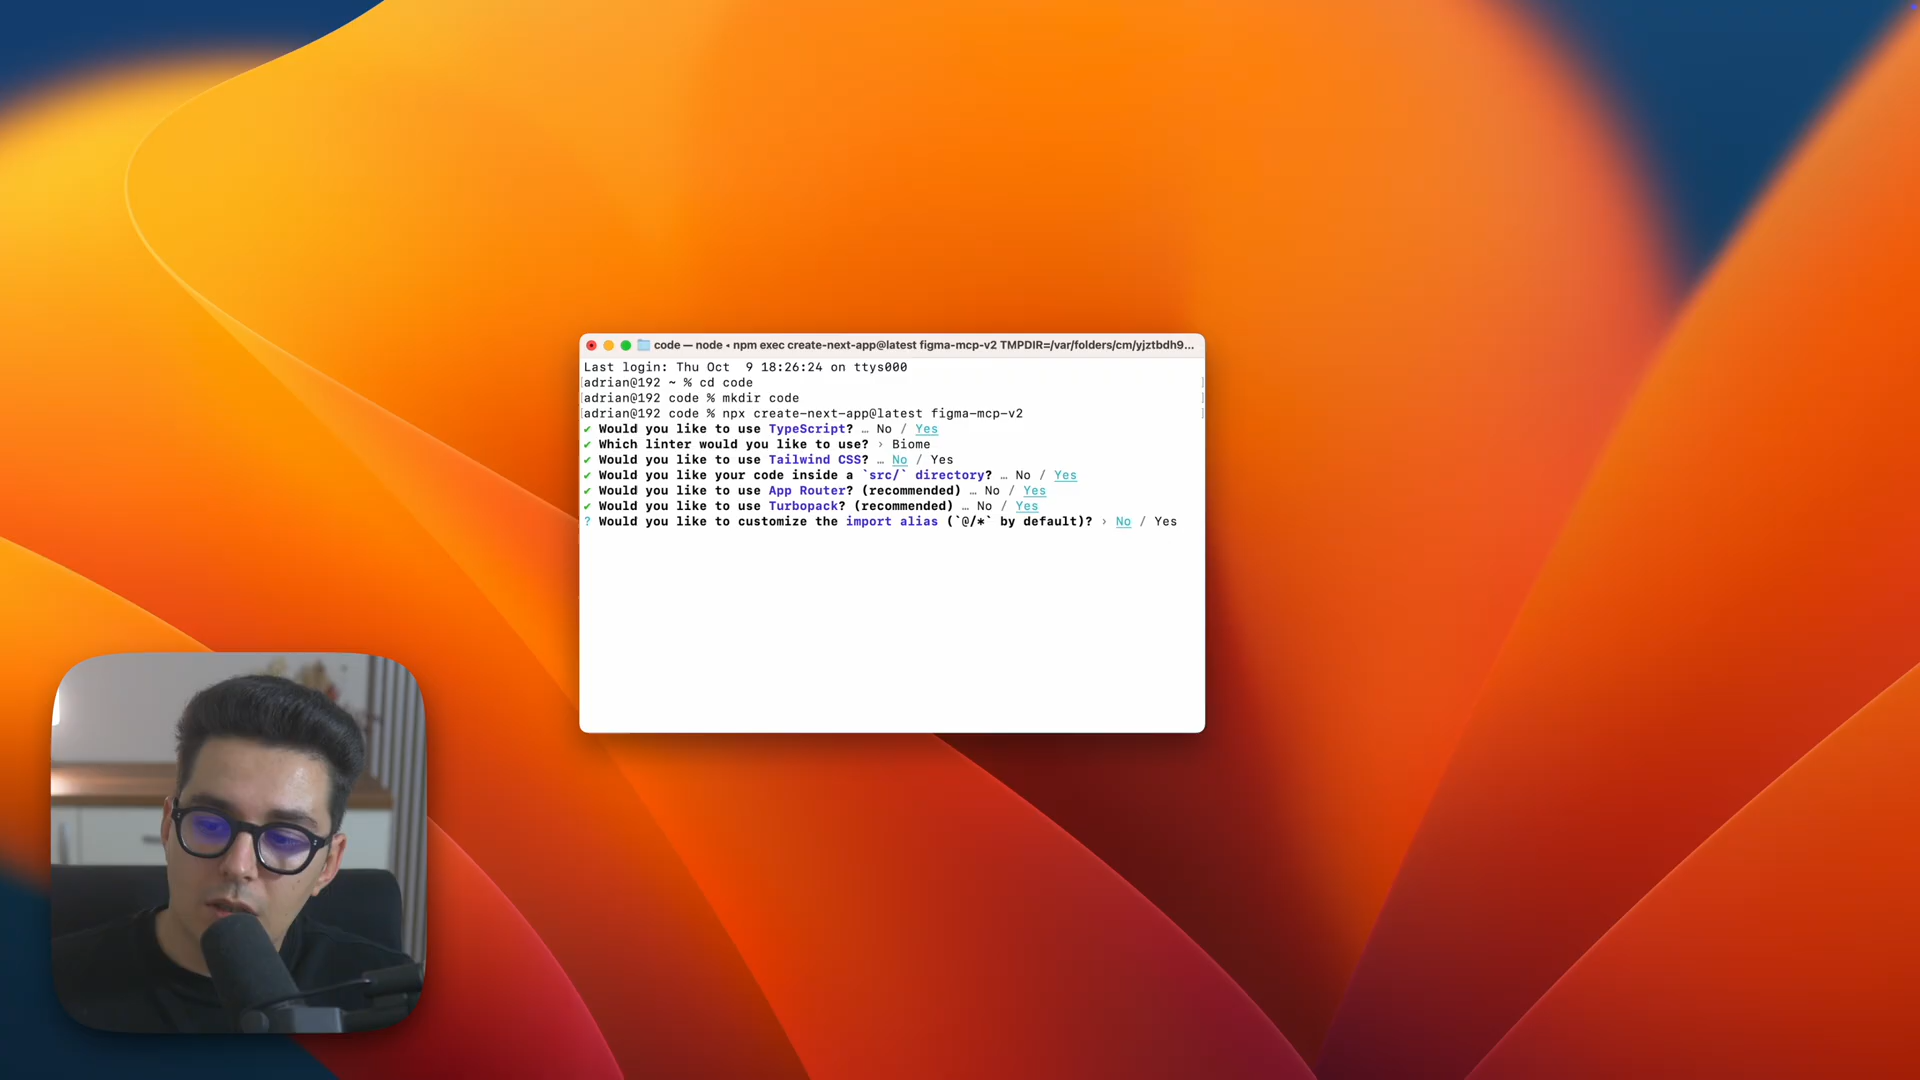 code — node ◂ npm exec create-next-app@latest figma-mcp-v2 TMPDIR=/var/folders/cm/yjztbdh9...
Last login: Thu Oct  9 18:26:24 on ttys000
adrian@192 ~ % cd code
adrian@192 code % mkdir code
adrian@192 code % npx create-next-app@latest figma-mcp-v2
✔ Would you like to use TypeScript? … No / Yes
✔ Which linter would you like to use? › Biome
✔ Would you like to use Tailwind CSS? … No / Yes
✔ Would you like your code inside a `src/` directory? … No / Yes
✔ Would you like to use App Router? (recommended) … No / Yes
✔ Would you like to use Turbopack? (recommended) … No / Yes
? Would you like to customize the import alias (`@/*` by default)? › No / Yes